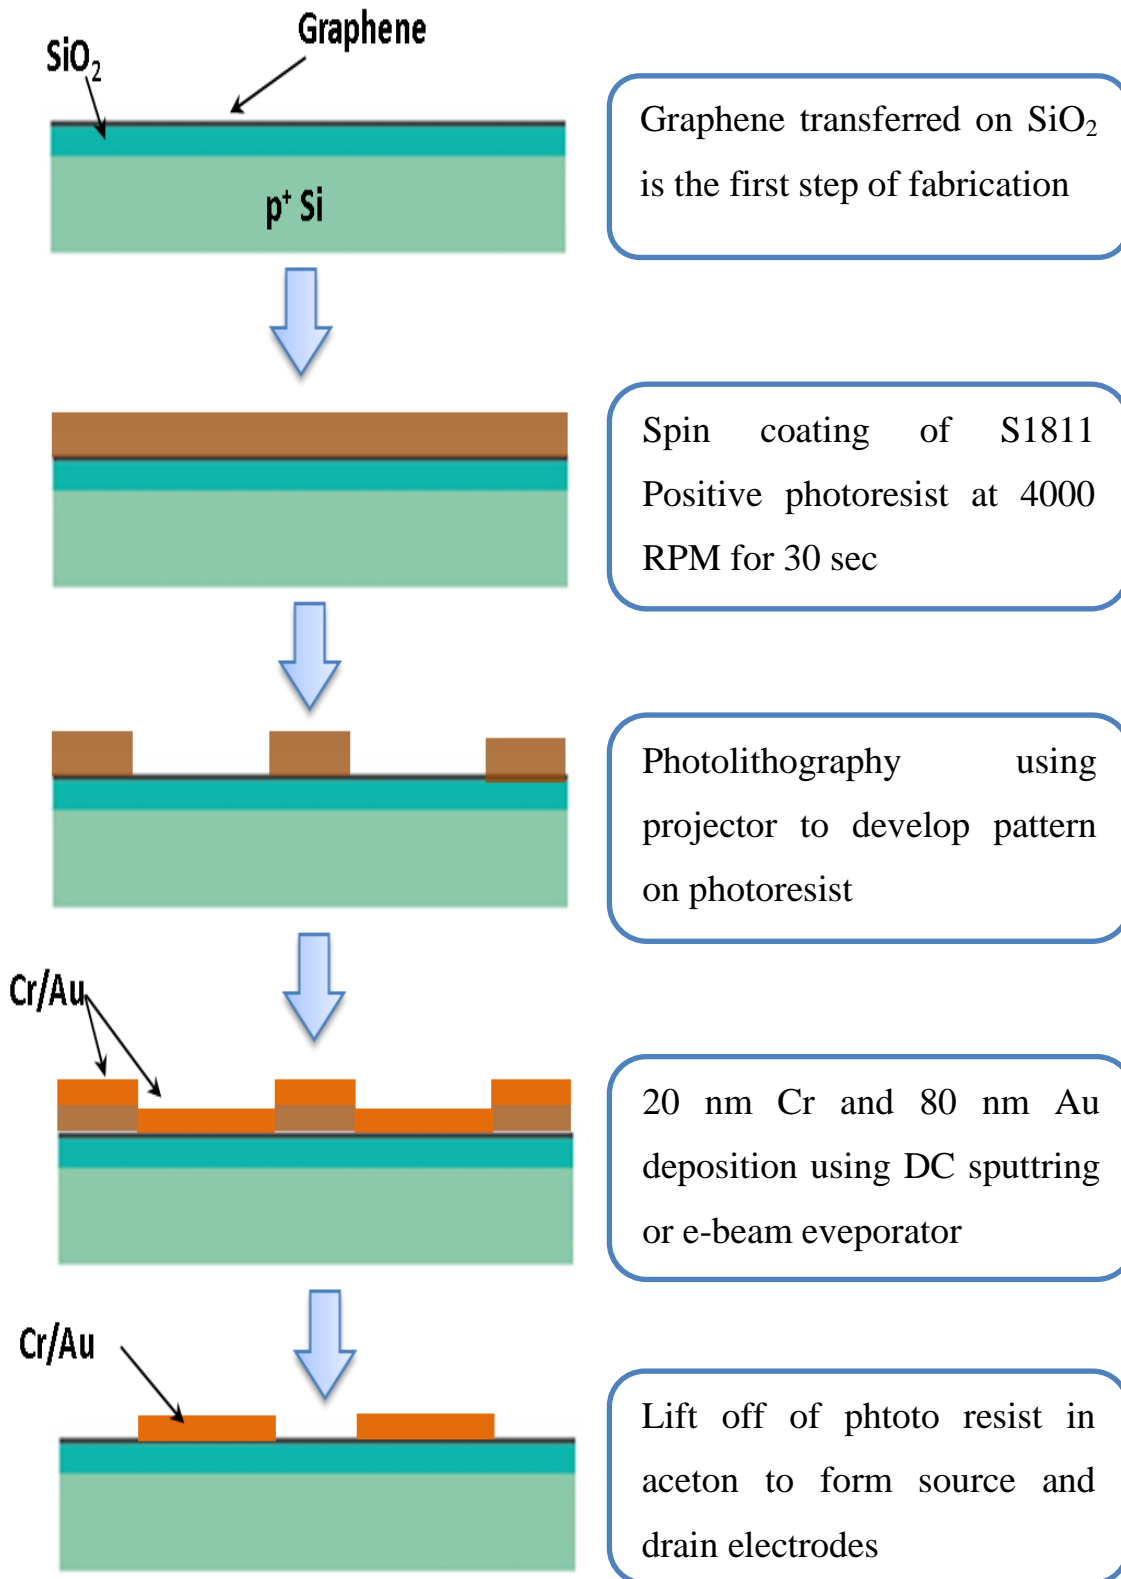 Graphene
SiO₂
p⁺ Si
Graphene transferred on SiO₂
is the first step of fabrication
Spin coating of S1811
Positive photoresist at 4000
RPM for 30 sec
Photolithography using
projector to develop pattern
on photoresist
Cr/Au
20 nm Cr and 80 nm Au
deposition using DC sputtring
or e-beam eveporator
Cr/Au
Lift off of phtoto resist in
aceton to form source and
drain electrodes